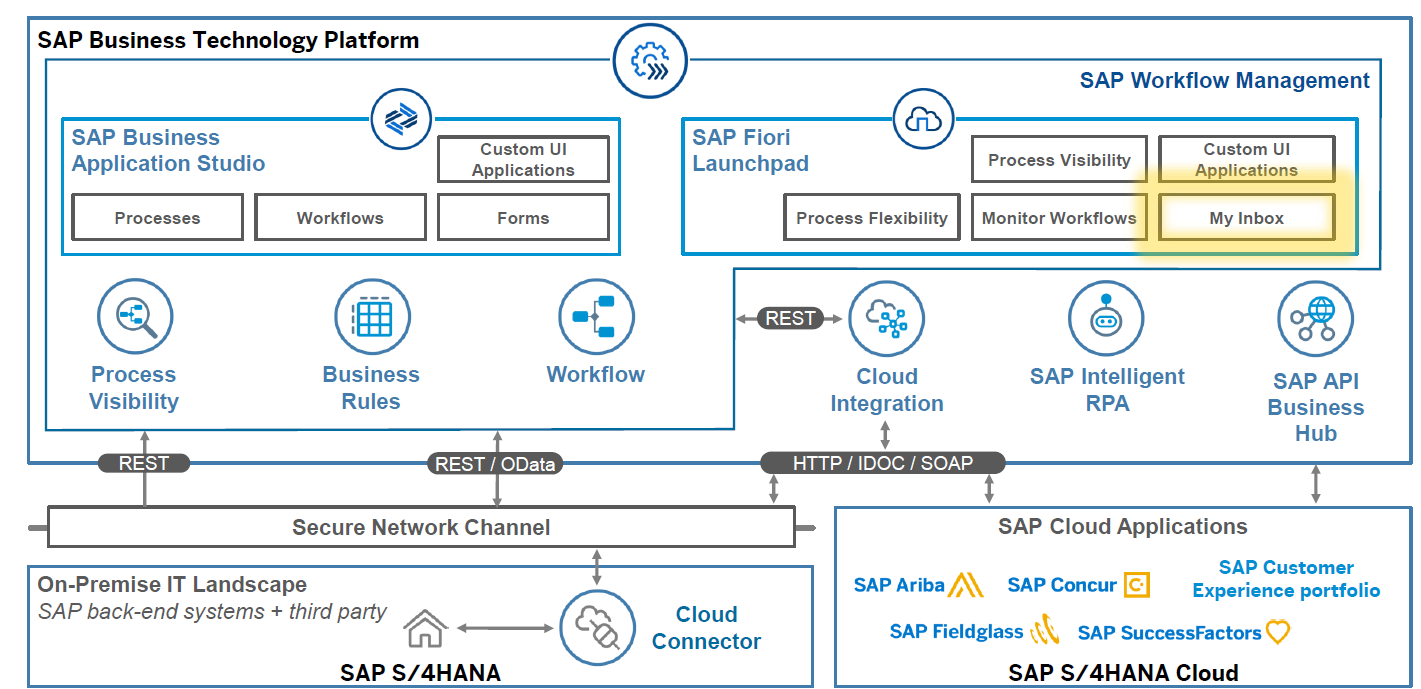 SAP Business Technology Platform
SAP Workflow Management
SAP Business
Application Studio
Custom UI
Applications
Processes
Workflows
Forms
SAP Fiori
Launchpad
Process Visibility
Custom UI
Applications
Process Flexibility
Monitor Workflows
My Inbox
Process
Visibility
Business
Rules
Workflow
REST
Cloud
Integration
SAP Intelligent
RPA
SAP API
Business
Hub
REST
REST / OData
HTTP / IDOC / SOAP
Secure Network Channel
On-Premise IT Landscape
SAP back-end systems + third party
Cloud
Connector
SAP S/4HANA
SAP Cloud Applications
SAP Ariba
SAP Concur
SAP Customer
Experience portfolio
SAP Fieldglass
SAP SuccessFactors
SAP S/4HANA Cloud